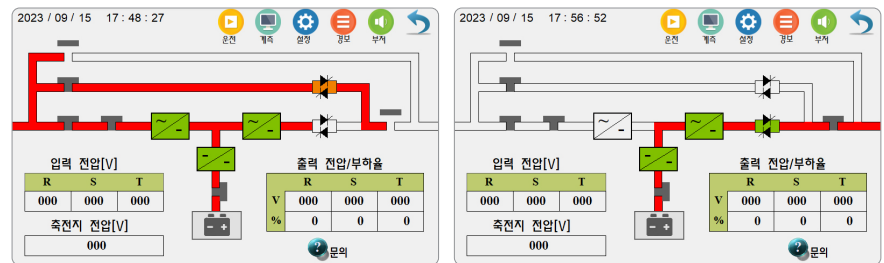 2023 / 09 / 15 17 : 48 : 27
운전 계측 설정 경보 부저
입력 전압[V]
R S T
000 000 000
축전지 전압[V]
000
출력 전압/부하율
R S T
V 000 000 000
% 0 0 0
? 문의
2023 / 09 / 15 17 : 56 : 52
운전 계측 설정 경보 부저
입력 전압[V]
R S T
000 000 000
축전지 전압[V]
000
출력 전압/부하율
R S T
V 000 000 000
% 0 0 0
? 문의